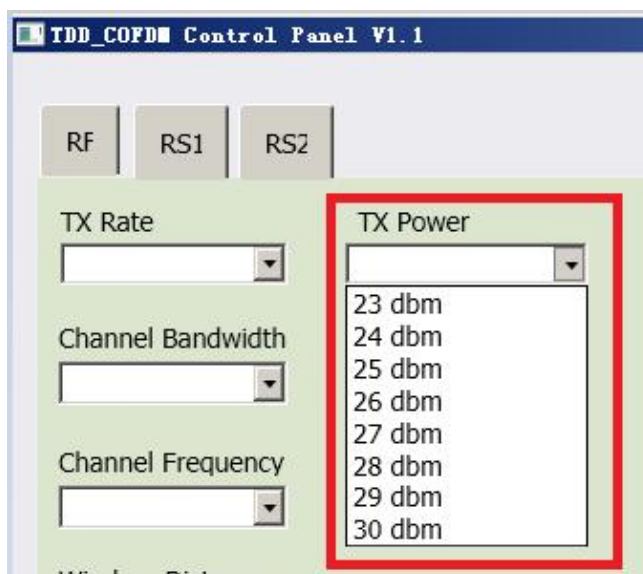 TDD_COFDM Control Panel V1.1
RF
RS1
RS2
TX Rate
TX Power
23 dbm
24 dbm
25 dbm
26 dbm
27 dbm
28 dbm
29 dbm
30 dbm
Channel Bandwidth
Channel Frequency